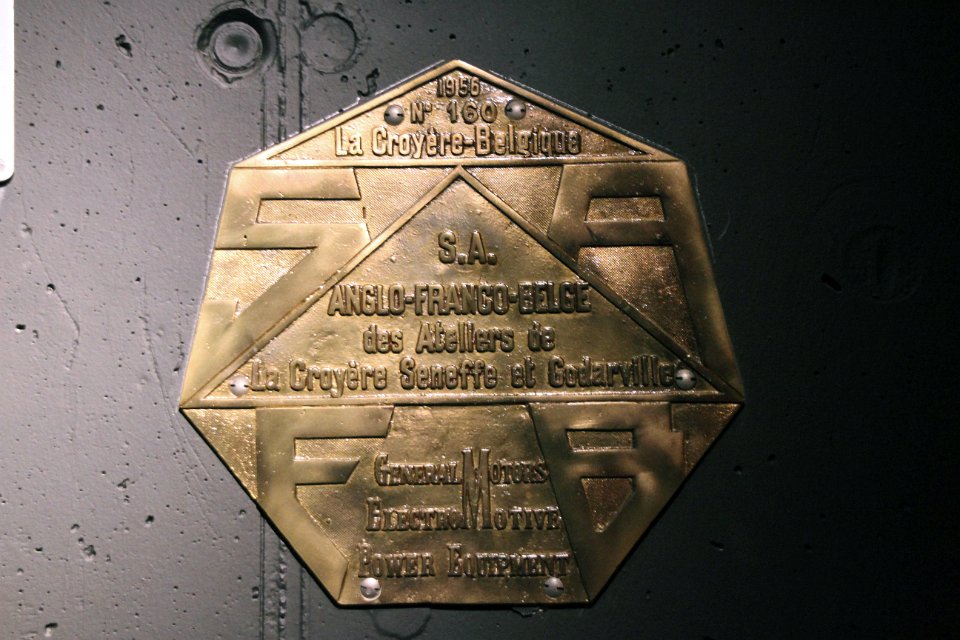 1956
N° 160
La Croyère-Belgique
S.A.
ANGLO-FRANCO-BELGE
des Ateliers de
La Croyère Seneffe et Godarville
S A
F B
GENERAL MOTORS
ELECTRO MOTIVE
POWER EQUIPMENT